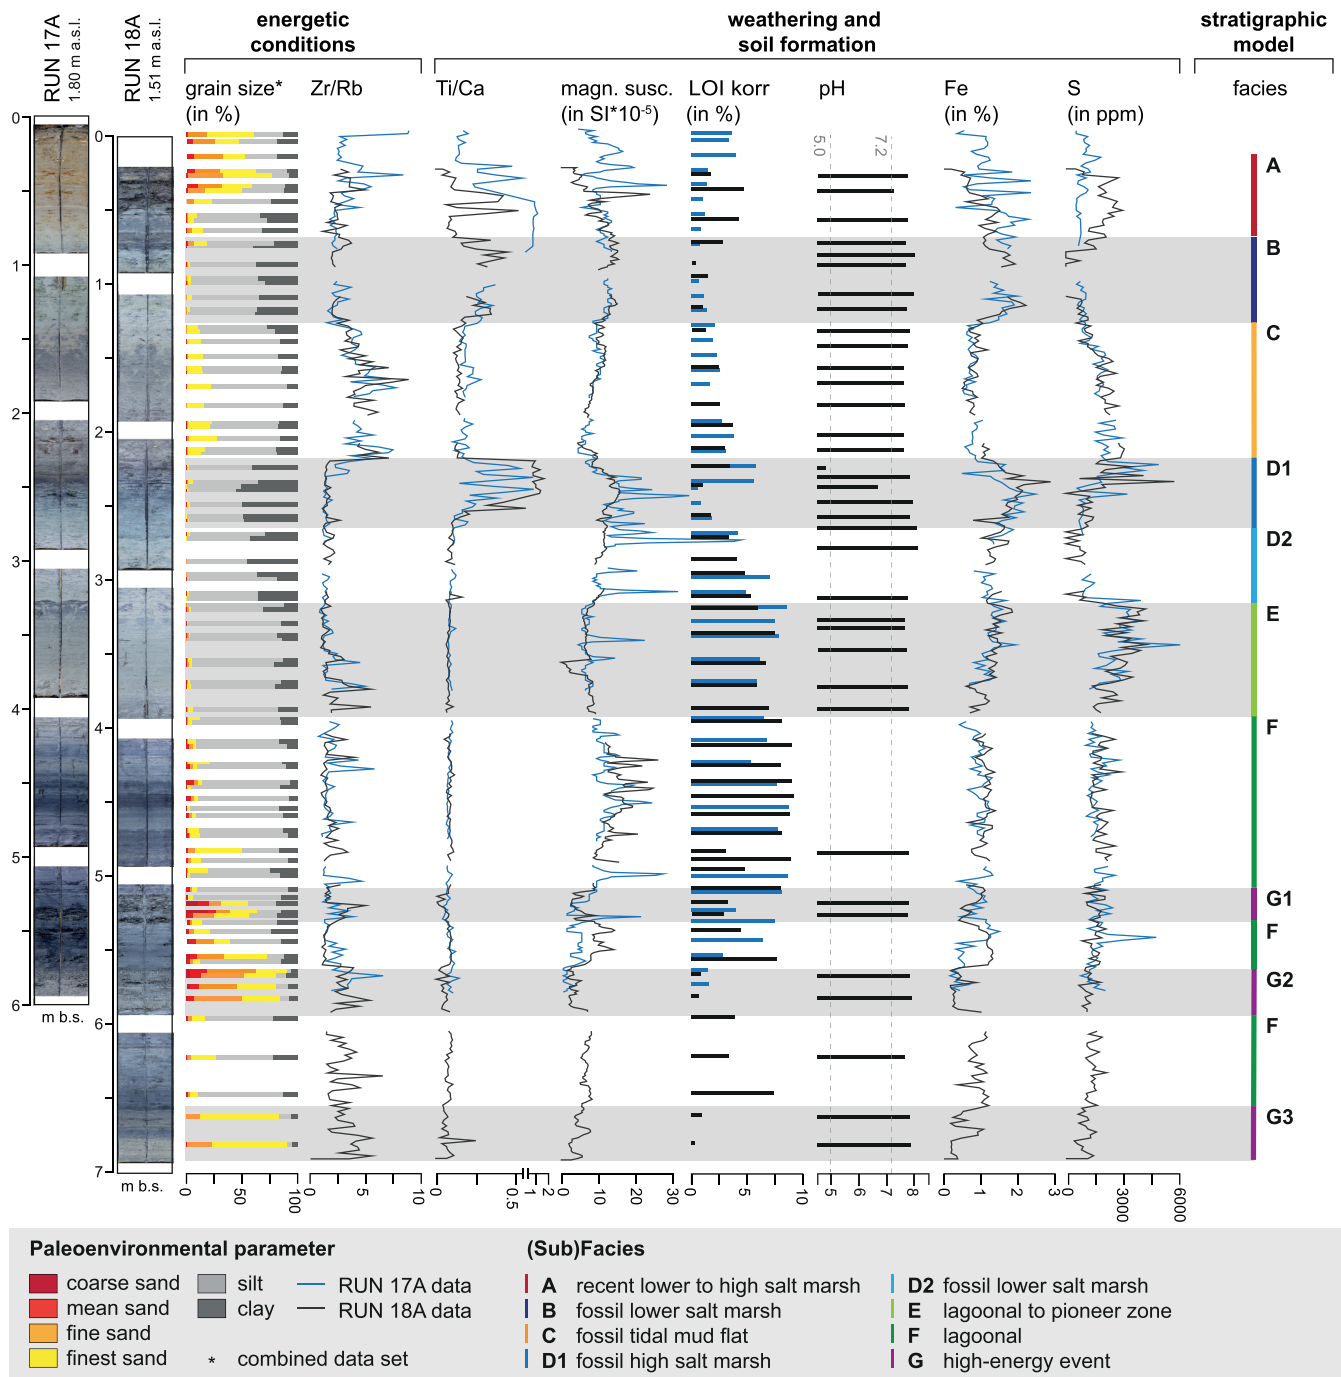 RUN 17A
1.80 m a.s.l.
RUN 18A
1.51 m a.s.l.
energetic
conditions
weathering and
soil formation
stratigraphic
model
grain size*
(in %)
Zr/Rb
Ti/Ca
magn. susc.
(in SI*10⁻⁵)
LOI korr
(in %)
pH
Fe
(in %)
S
(in ppm)
facies
5.0
7.2
0
1
2
3
4
5
6
m b.s.
0
1
2
3
4
5
6
7
m b.s.
A
B
C
D1
D2
E
F
G1
F
G2
F
G3
0 50 100
0 5 10
0 0.5 1 2
0 10 20 30
0 5 10
5 6 7 8
0 1 2 3
0 3000 6000
Paleoenvironmental parameter
coarse sand
mean sand
fine sand
finest sand
silt
clay
RUN 17A data
RUN 18A data
* combined data set
(Sub)Facies
A recent lower to high salt marsh
B fossil lower salt marsh
C fossil tidal mud flat
D1 fossil high salt marsh
D2 fossil lower salt marsh
E lagoonal to pioneer zone
F lagoonal
G high-energy event